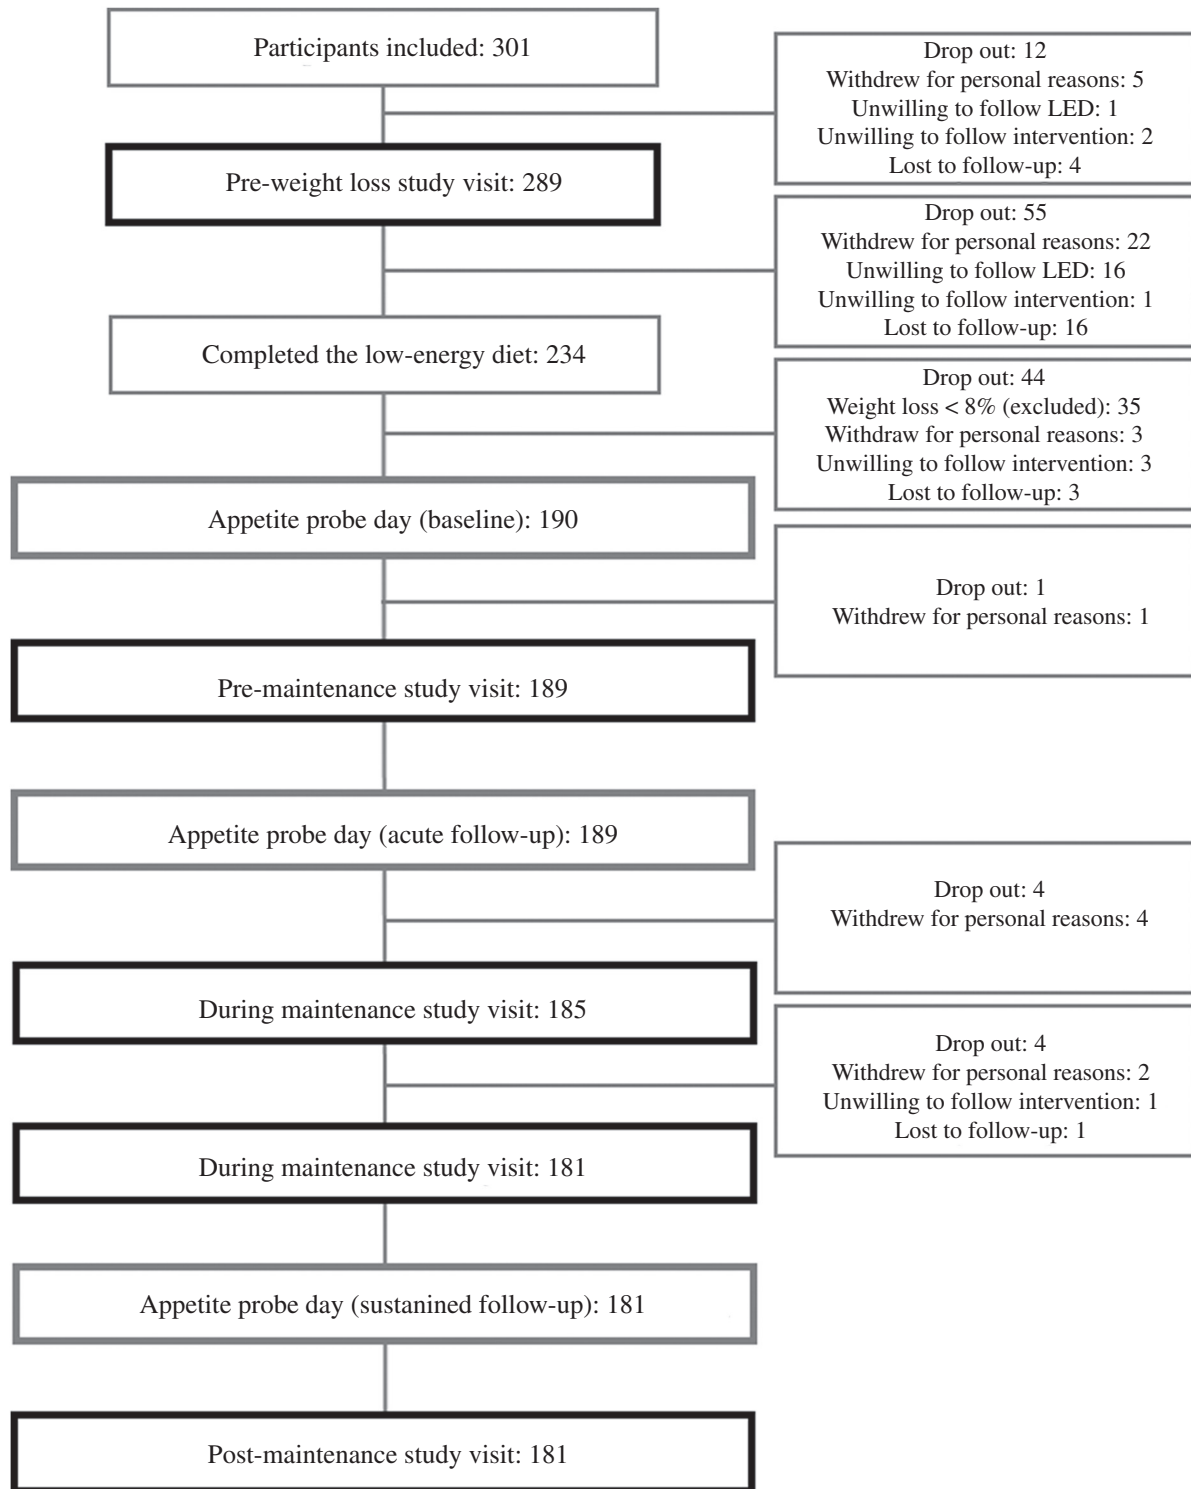 Participants included: 301
Drop out: 12
Withdrew for personal reasons: 5
Unwilling to follow LED: 1
Unwilling to follow intervention: 2
Lost to follow-up: 4
Pre-weight loss study visit: 289
Drop out: 55
Withdrew for personal reasons: 22
Unwilling to follow LED: 16
Unwilling to follow intervention: 1
Lost to follow-up: 16
Completed the low-energy diet: 234
Drop out: 44
Weight loss < 8% (excluded): 35
Withdraw for personal reasons: 3
Unwilling to follow intervention: 3
Lost to follow-up: 3
Appetite probe day (baseline): 190
Drop out: 1
Withdrew for personal reasons: 1
Pre-maintenance study visit: 189
Appetite probe day (acute follow-up): 189
Drop out: 4
Withdrew for personal reasons: 4
During maintenance study visit: 185
Drop out: 4
Withdrew for personal reasons: 2
Unwilling to follow intervention: 1
Lost to follow-up: 1
During maintenance study visit: 181
Appetite probe day (sustanined follow-up): 181
Post-maintenance study visit: 181